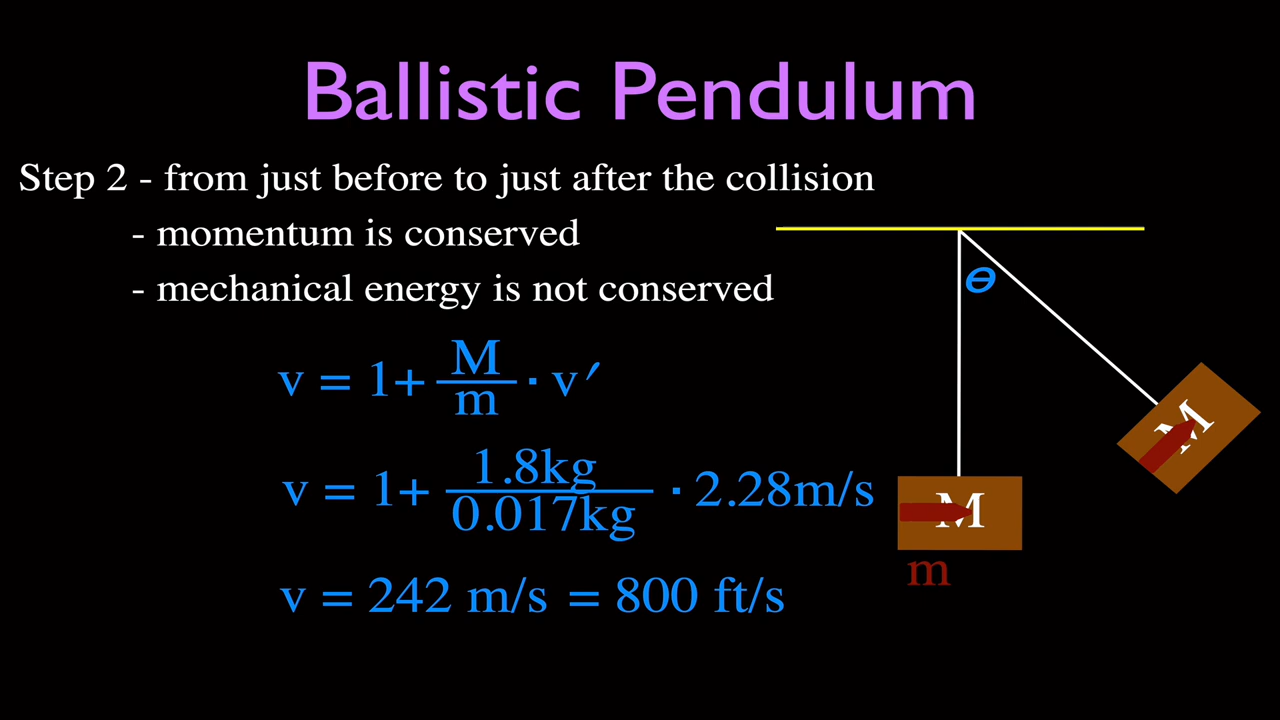 Ballistic Pendulum
Step 2 - from just before to just after the collision
- momentum is conserved
- mechanical energy is not conserved
Θ
v = 1+ M/m · v′
v = 1+ 1.8kg/0.017kg · 2.28m/s
v = 242 m/s = 800 ft/s
M
M
m